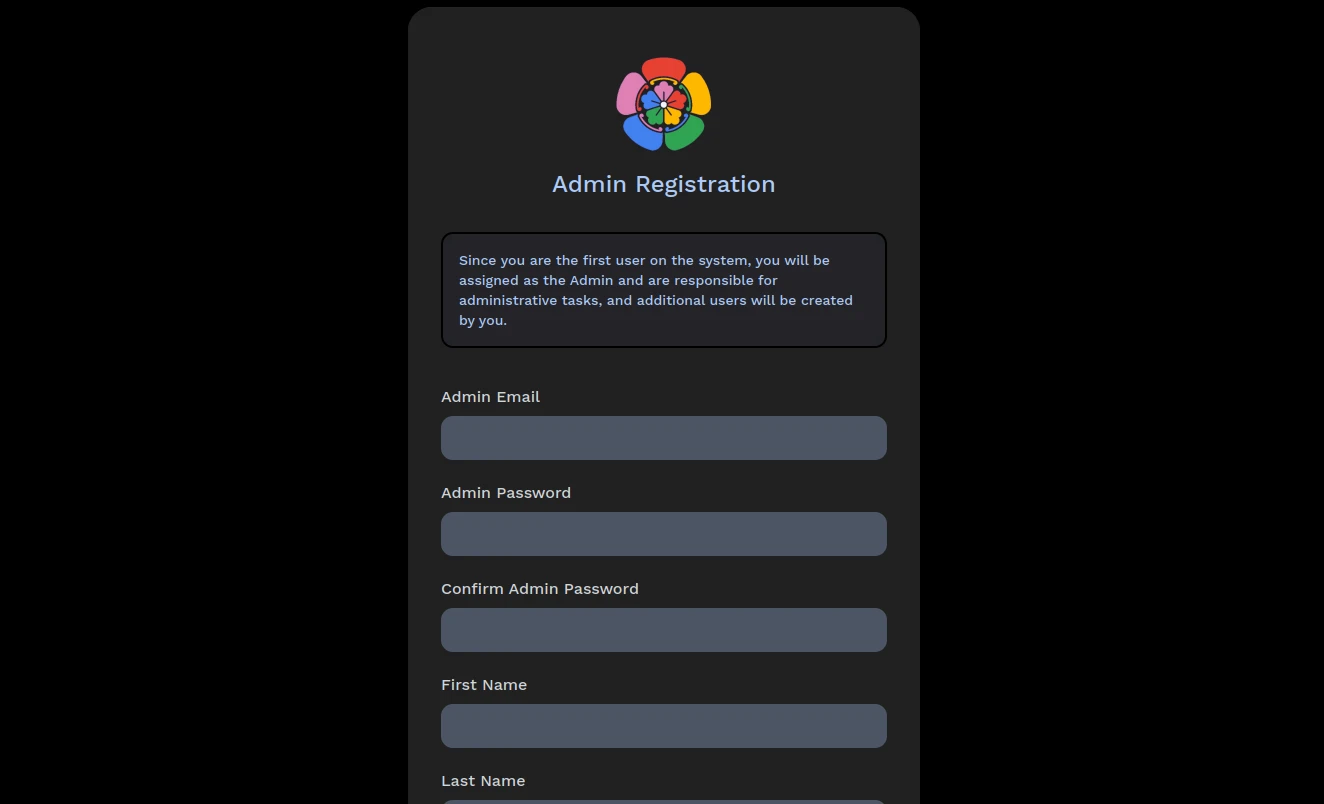 Admin Registration
Since you are the first user on the system, you will be
assigned as the Admin and are responsible for
administrative tasks, and additional users will be created
by you.
Admin Email
Admin Password
Confirm Admin Password
First Name
Last Name